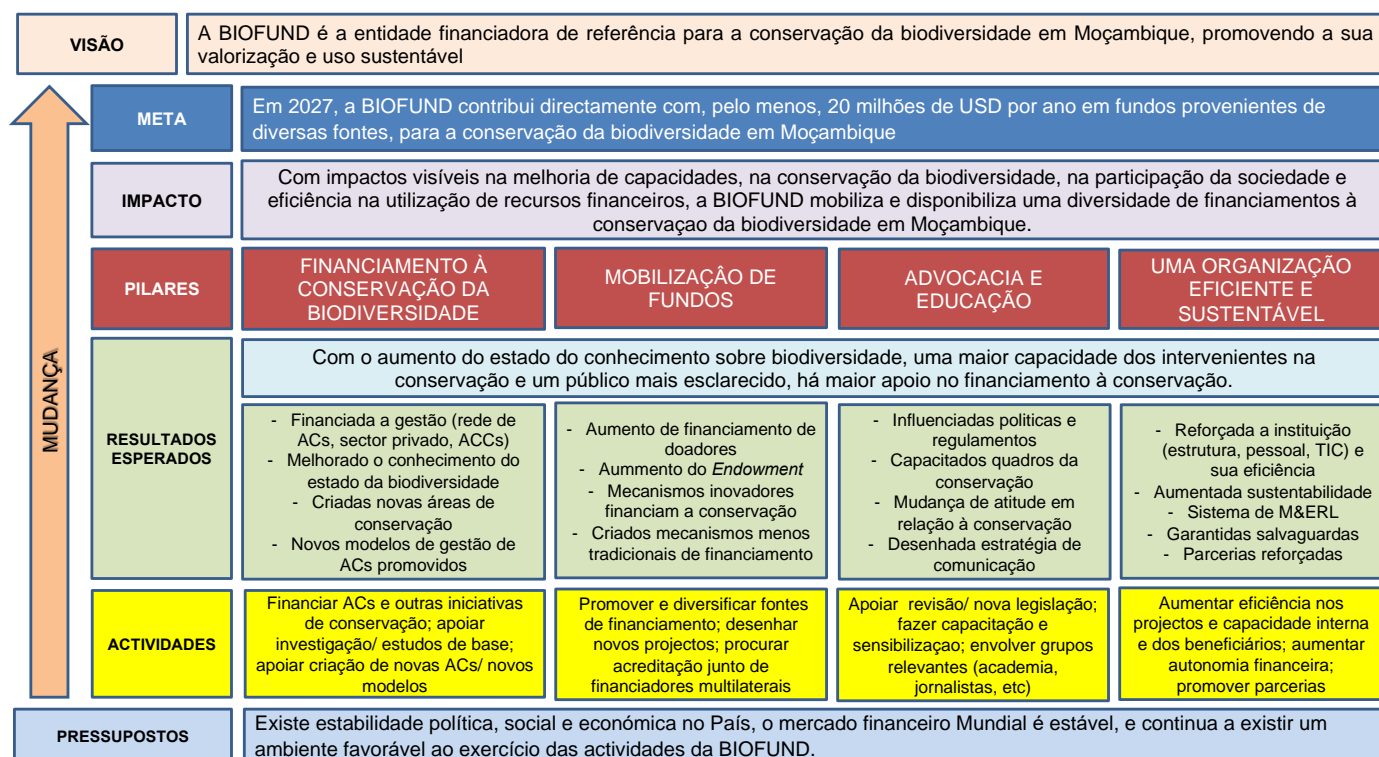 VISÃO
A BIOFUND é a entidade financiadora de referência para a conservação da biodiversidade em Moçambique, promovendo a sua
valorização e uso sustentável
MUDANÇA
META
Em 2027, a BIOFUND contribui directamente com, pelo menos, 20 milhões de USD por ano em fundos provenientes de
diversas fontes, para a conservação da biodiversidade em Moçambique
IMPACTO
Com impactos visíveis na melhoria de capacidades, na conservação da biodiversidade, na participação da sociedade e
eficiência na utilização de recursos financeiros, a BIOFUND mobiliza e disponibiliza uma diversidade de financiamentos à
conservaçao da biodiversidade em Moçambique.
PILARES
FINANCIAMENTO À
CONSERVAÇÃO DA
BIODIVERSIDADE
MOBILIZAÇÂO DE
FUNDOS
ADVOCACIA E
EDUCAÇÃO
UMA ORGANIZAÇÃO
EFICIENTE E
SUSTENTÁVEL
RESULTADOS
ESPERADOS
Com o aumento do estado do conhecimento sobre biodiversidade, uma maior capacidade dos intervenientes na
conservação e um público mais esclarecido, há maior apoio no financiamento à conservação.
- Financiada a gestão (rede de
ACs, sector privado, ACCs)
- Melhorado o conhecimento do
estado da biodiversidade
- Criadas novas áreas de
conservação
- Novos modelos de gestão de
ACs promovidos
- Aumento de financiamento de
doadores
- Aummento do Endowment
- Mecanismos inovadores
financiam a conservação
- Criados mecanismos menos
tradicionais de financiamento
- Influenciadas politicas e
regulamentos
- Capacitados quadros da
conservação
- Mudança de atitude em
relação à conservação
- Desenhada estratégia de
comunicação
- Reforçada a instituição
(estrutura, pessoal, TIC) e
sua eficiência
- Aumentada sustentabilidade
- Sistema de M&ERL
- Garantidas salvaguardas
- Parcerias reforçadas
ACTIVIDADES
Financiar ACs e outras iniciativas
de conservação; apoiar
investigação/ estudos de base;
apoiar criação de novas ACs/ novos
modelos
Promover e diversificar fontes
de financiamento; desenhar
novos projectos; procurar
acreditação junto de
financiadores multilaterais
Apoiar revisão/ nova legislação;
fazer capacitação e
sensibilizaçao; envolver grupos
relevantes (academia,
jornalistas, etc)
Aumentar eficiência nos
projectos e capacidade interna
e dos beneficiários; aumentar
autonomia financeira;
promover parcerias
PRESSUPOSTOS
Existe estabilidade política, social e económica no País, o mercado financeiro Mundial é estável, e continua a existir um
ambiente favorável ao exercício das actividades da BIOFUND.